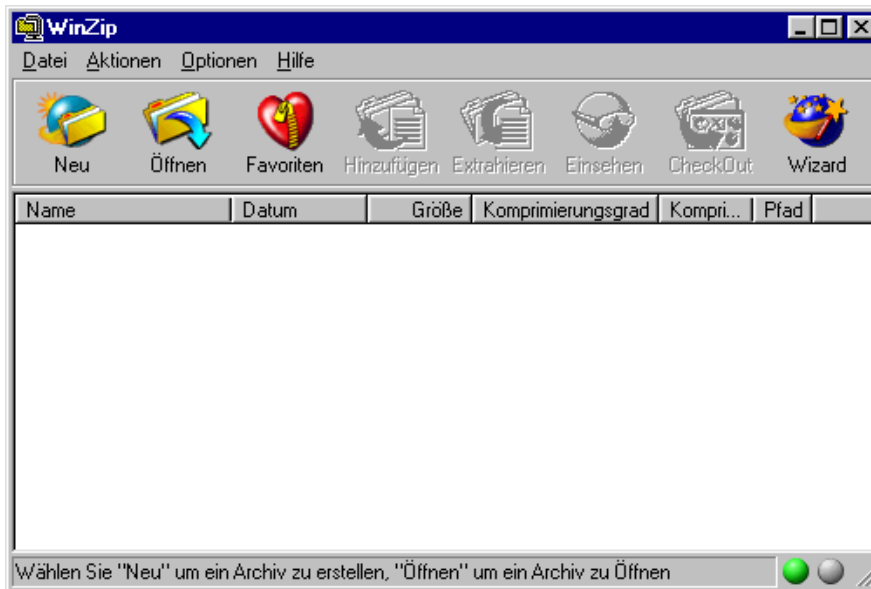 WinZip
Datei Aktionen Optionen Hilfe
Neu Öffnen Favoriten Hinzufügen Extrahieren Einsehen CheckOut Wizard
Name Datum Größe Komprimierungsgrad Kompri... Pfad
Wählen Sie "Neu" um ein Archiv zu erstellen, "Öffnen" um ein Archiv zu Öffnen